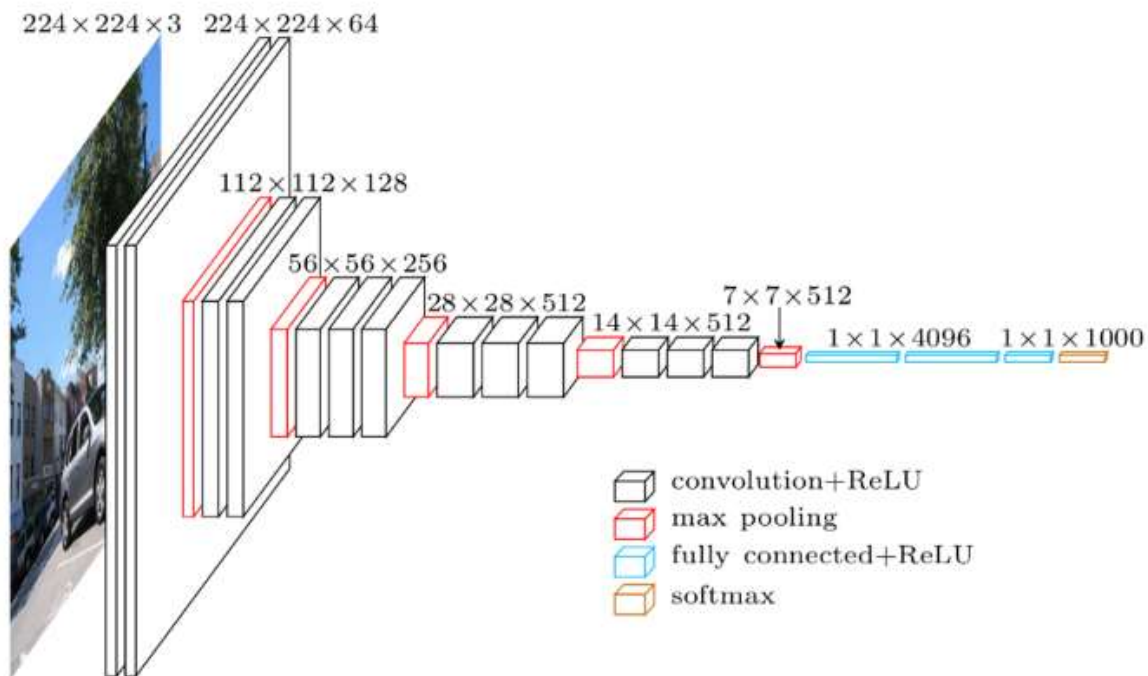 224 × 224 × 3
224 × 224 × 64
112 × 112 × 128
56 × 56 × 256
28 × 28 × 512
14 × 14 × 512
7 × 7 × 512
1 × 1 × 4096
1 × 1 × 1000
convolution+ReLU
max pooling
fully connected+ReLU
softmax